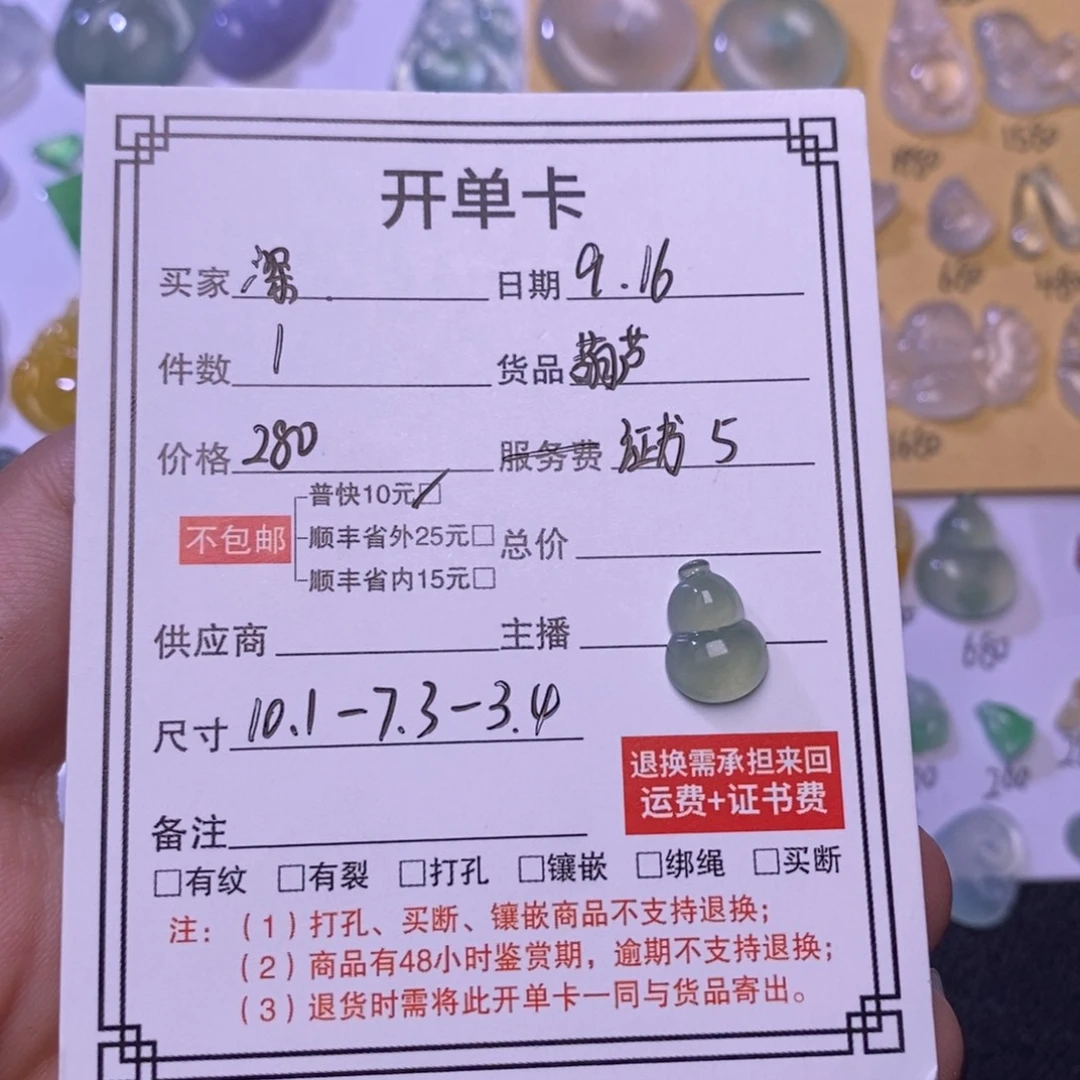 开单卡
买家 深 日期 9.16
件数 1 货品 葫芦
价格 280 服务费 证书 5
普快10元☑
不包邮 顺丰省外25元□ 总价
顺丰省内15元□
供应商 主播
尺寸 10.1-7.3-3.4
退换需承担来回
运费+证书费
备注
□有纹 □有裂 □打孔 □镶嵌 □绑绳 □买断
注：（1）打孔、买断、镶嵌商品不支持退换；
（2）商品有48小时鉴赏期，逾期不支持退换；
（3）退货时需将此开单卡一同与货品寄出。
1580
680
1680
680